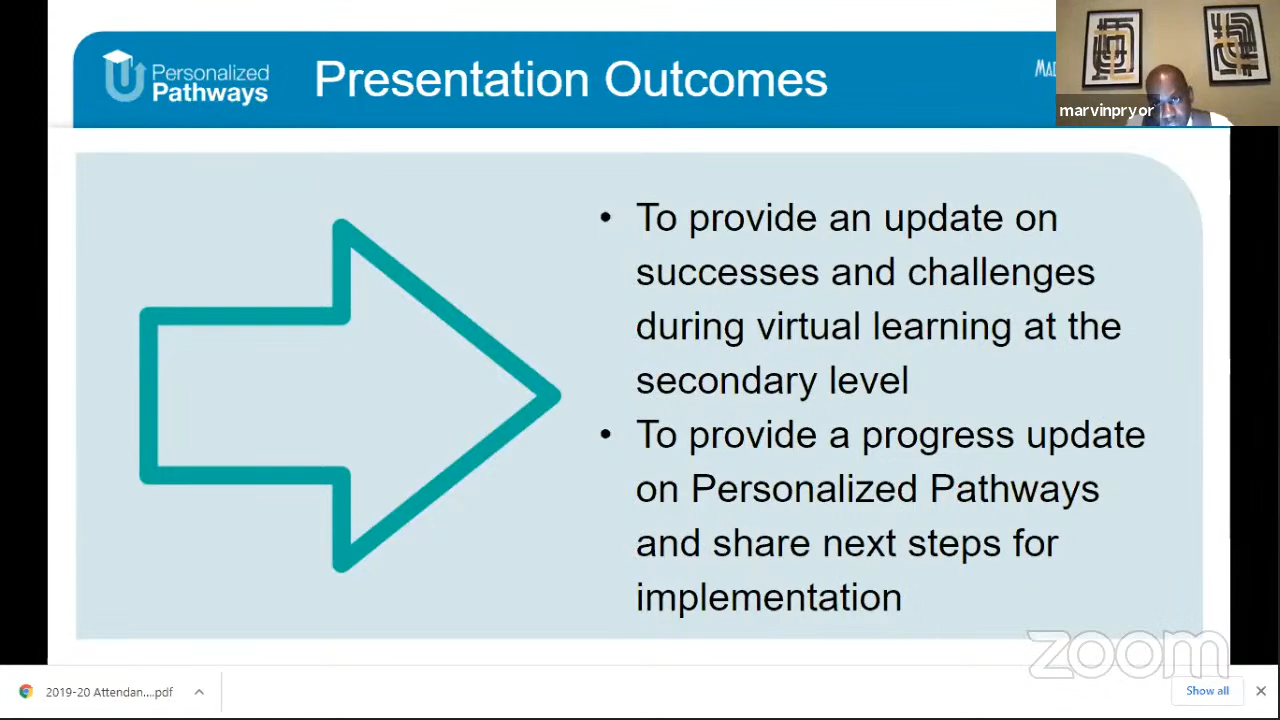 Personalized
Pathways
Presentation Outcomes
marvinpryor
• To provide an update on
successes and challenges
during virtual learning at the
secondary level
• To provide a progress update
on Personalized Pathways
and share next steps for
implementation
zoom
2019-20 Attendan....pdf
Show all